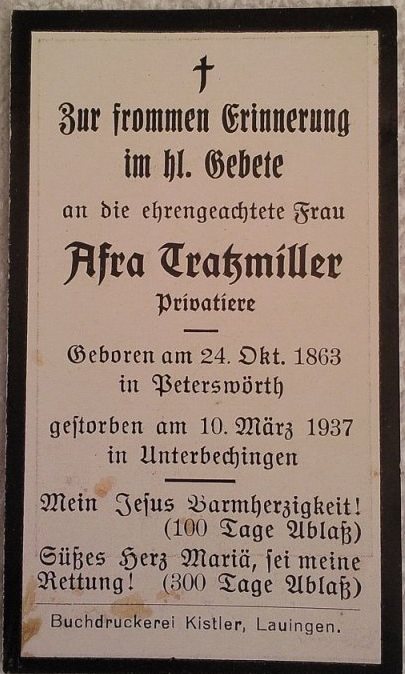 Zur frommen Erinnerung
im hl. Gebete
an die ehrengeachtete Frau
Afra Tratzmiller
Privatiere
Geboren am 24. Okt. 1863
in Peterswörth
gestorben am 10. März 1937
in Unterbechingen
Mein Jesus Barmherzigkeit!
(100 Tage Ablaß)
Süßes Herz Mariä, sei meine
Rettung! (300 Tage Ablaß)
Buchdruckerei Kistler, Lauingen.